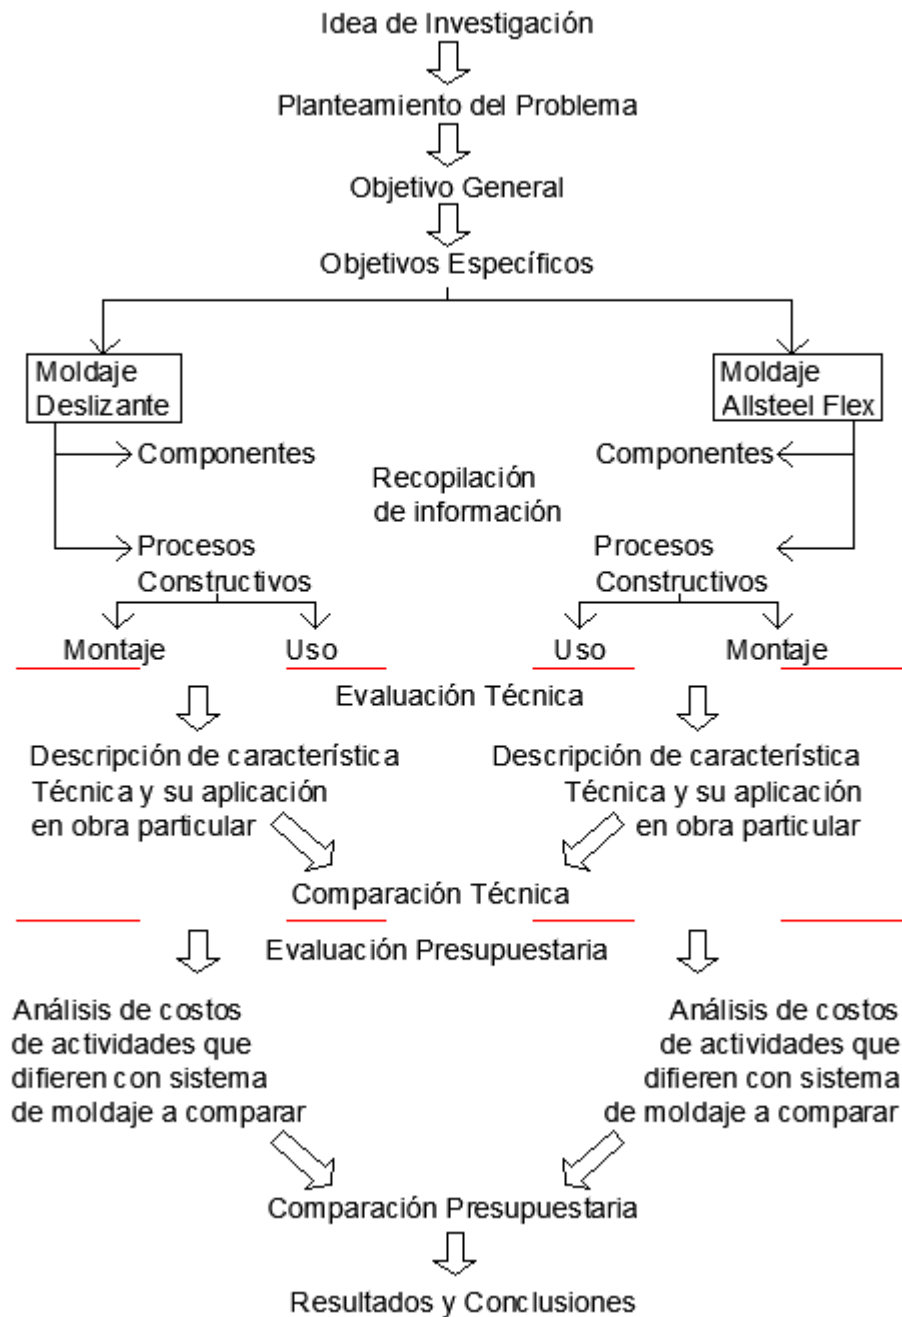 Idea de Investigación
Planteamiento del Problema
Objetivo General
Objetivos Específicos
Moldaje
Deslizante
Moldaje
Allsteel Flex
Componentes
Componentes
Recopilación
de información
Procesos
Constructivos
Procesos
Constructivos
Montaje
Uso
Uso
Montaje
Evaluación Técnica
Descripción de característica
Técnica y su aplicación
en obra particular
Descripción de característica
Técnica y su aplicación
en obra particular
Comparación Técnica
Evaluación Presupuestaria
Análisis de costos
de actividades que
difieren con sistema
de moldaje a comparar
Análisis de costos
de actividades que
difieren con sistema
de moldaje a comparar
Comparación Presupuestaria
Resultados y Conclusiones